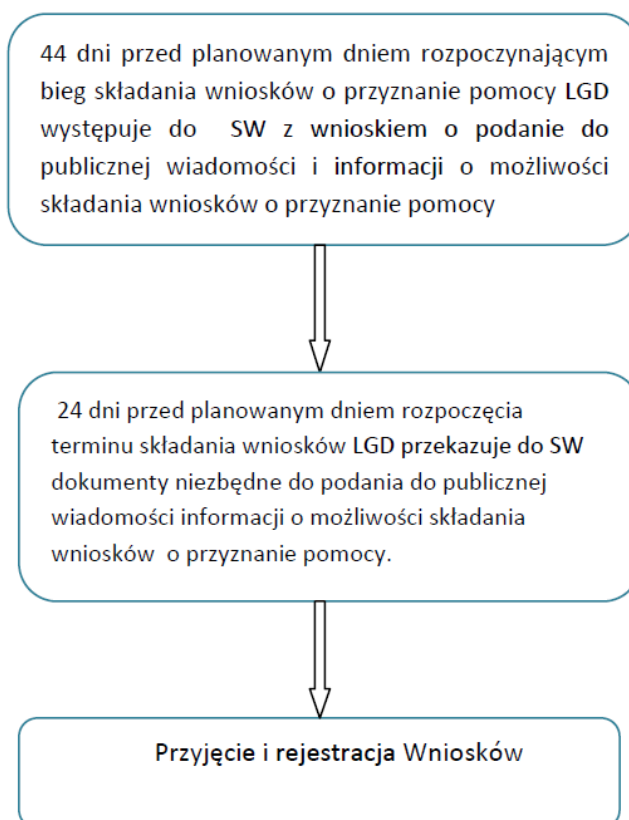 44 dni przed planowanym dniem rozpoczynającym
bieg składania wniosków o przyznanie pomocy LGD
występuje do SW z wnioskiem o podanie do
publicznej wiadomości i informacji o możliwości
składania wniosków o przyznanie pomocy
24 dni przed planowanym dniem rozpoczęcia
terminu składania wniosków LGD przekazuje do SW
dokumenty niezbędne do podania do publicznej
wiadomości informacji o możliwości składania
wniosków o przyznanie pomocy.
Przyjęcie i rejestracja Wniosków